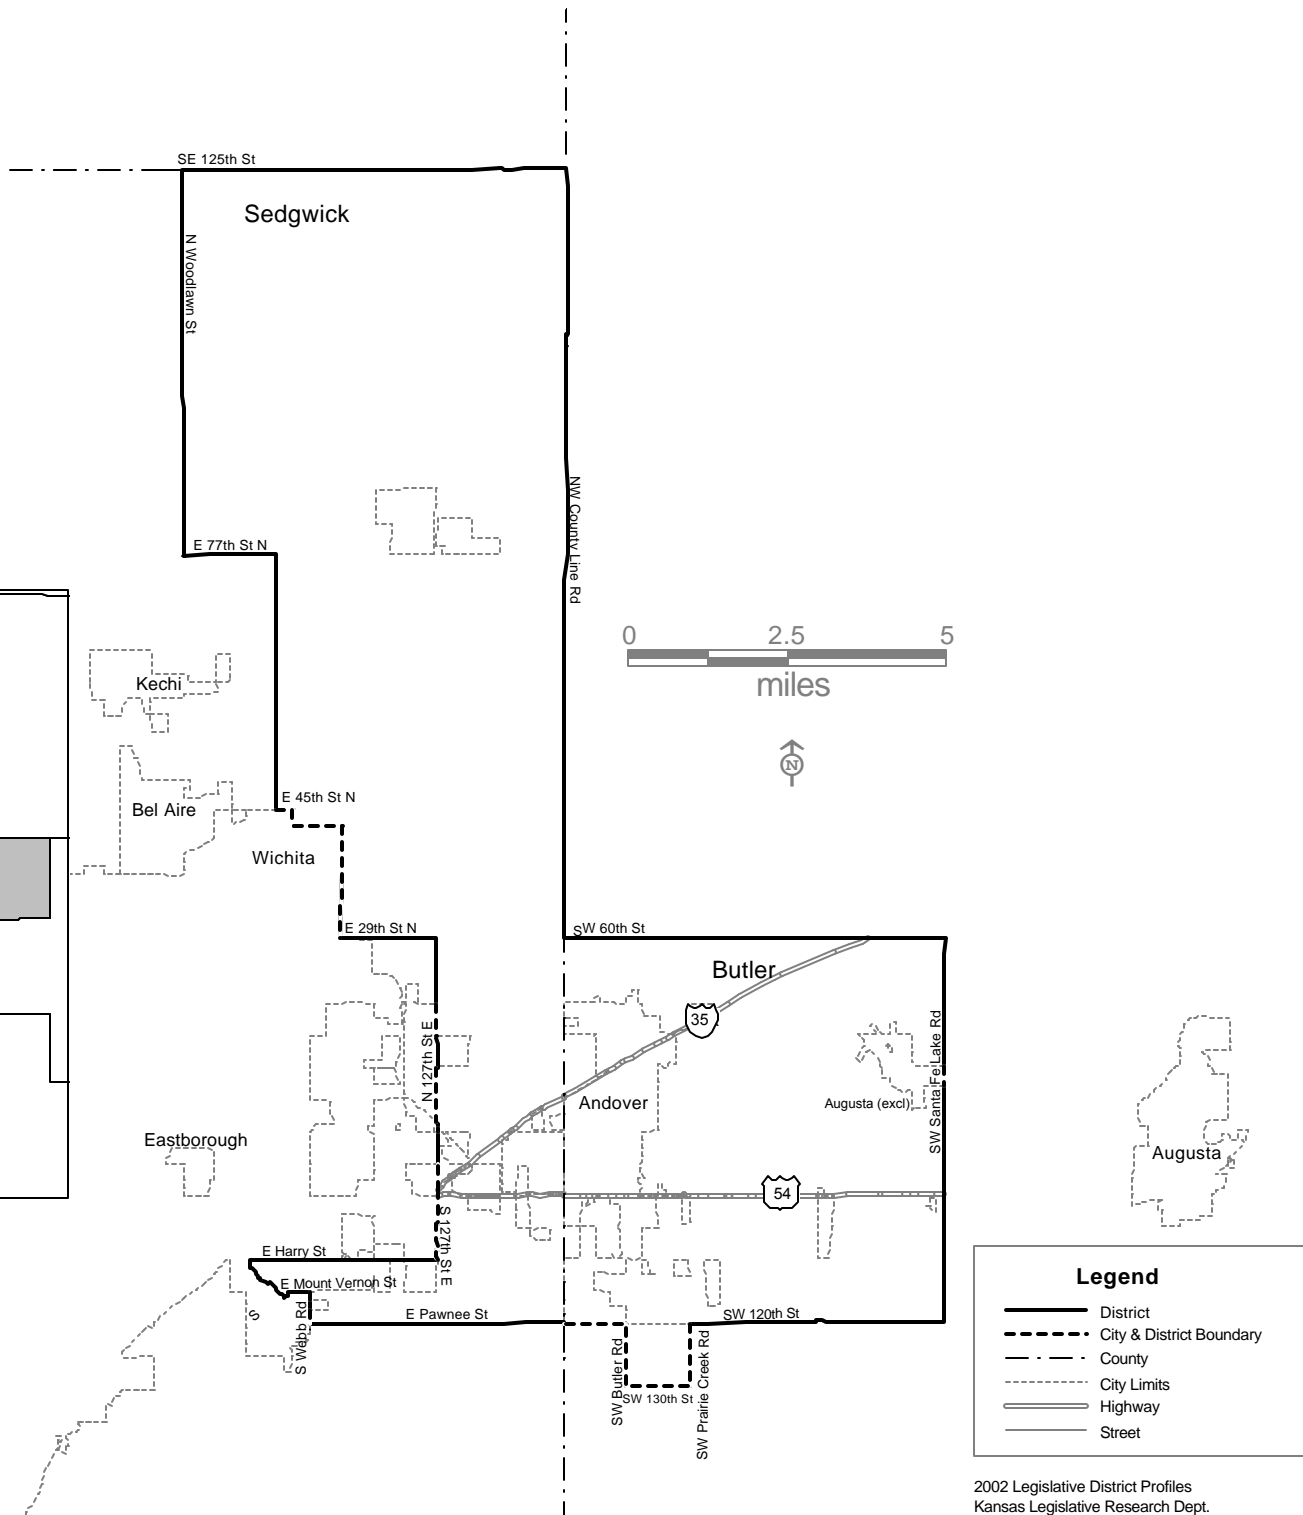 SE 125th St
Sedgwick
N Woodlawn St
NW County Line Rd
E 77th St N
0 2.5 5
miles
Kechi
N
Bel Aire
E 45th St N
Wichita
E 29th St N
SW 60th St
Butler
35
N 127th St E
SW Santa Fe Lake Rd
Andover
Augusta (excl)
Eastborough
Augusta
54
S 127th St E
E Harry St
E Mount Vernon St
S
S Webb Rd
E Pawnee St
SW 120th St
SW Butler Rd
SW Prairie Creek Rd
SW 130th St
Legend
District
City & District Boundary
County
City Limits
Highway
Street
2002 Legislative District Profiles
Kansas Legislative Research Dept.